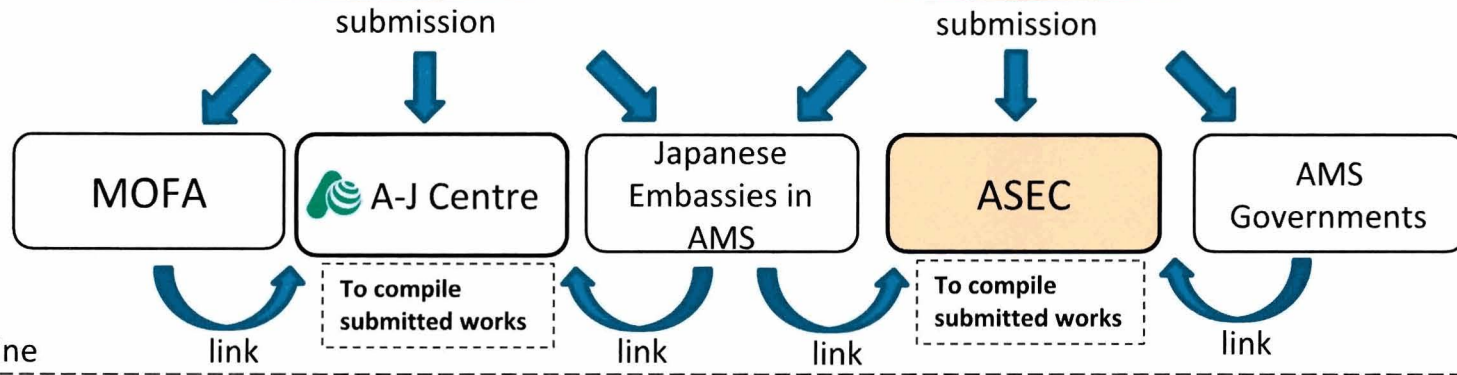 submission
submission
MOFA
A-J Centre
Japanese
Embassies in
AMS
ASEC
AMS
Governments
To compile
submitted works
To compile
submitted works
ne
link
link
link
link